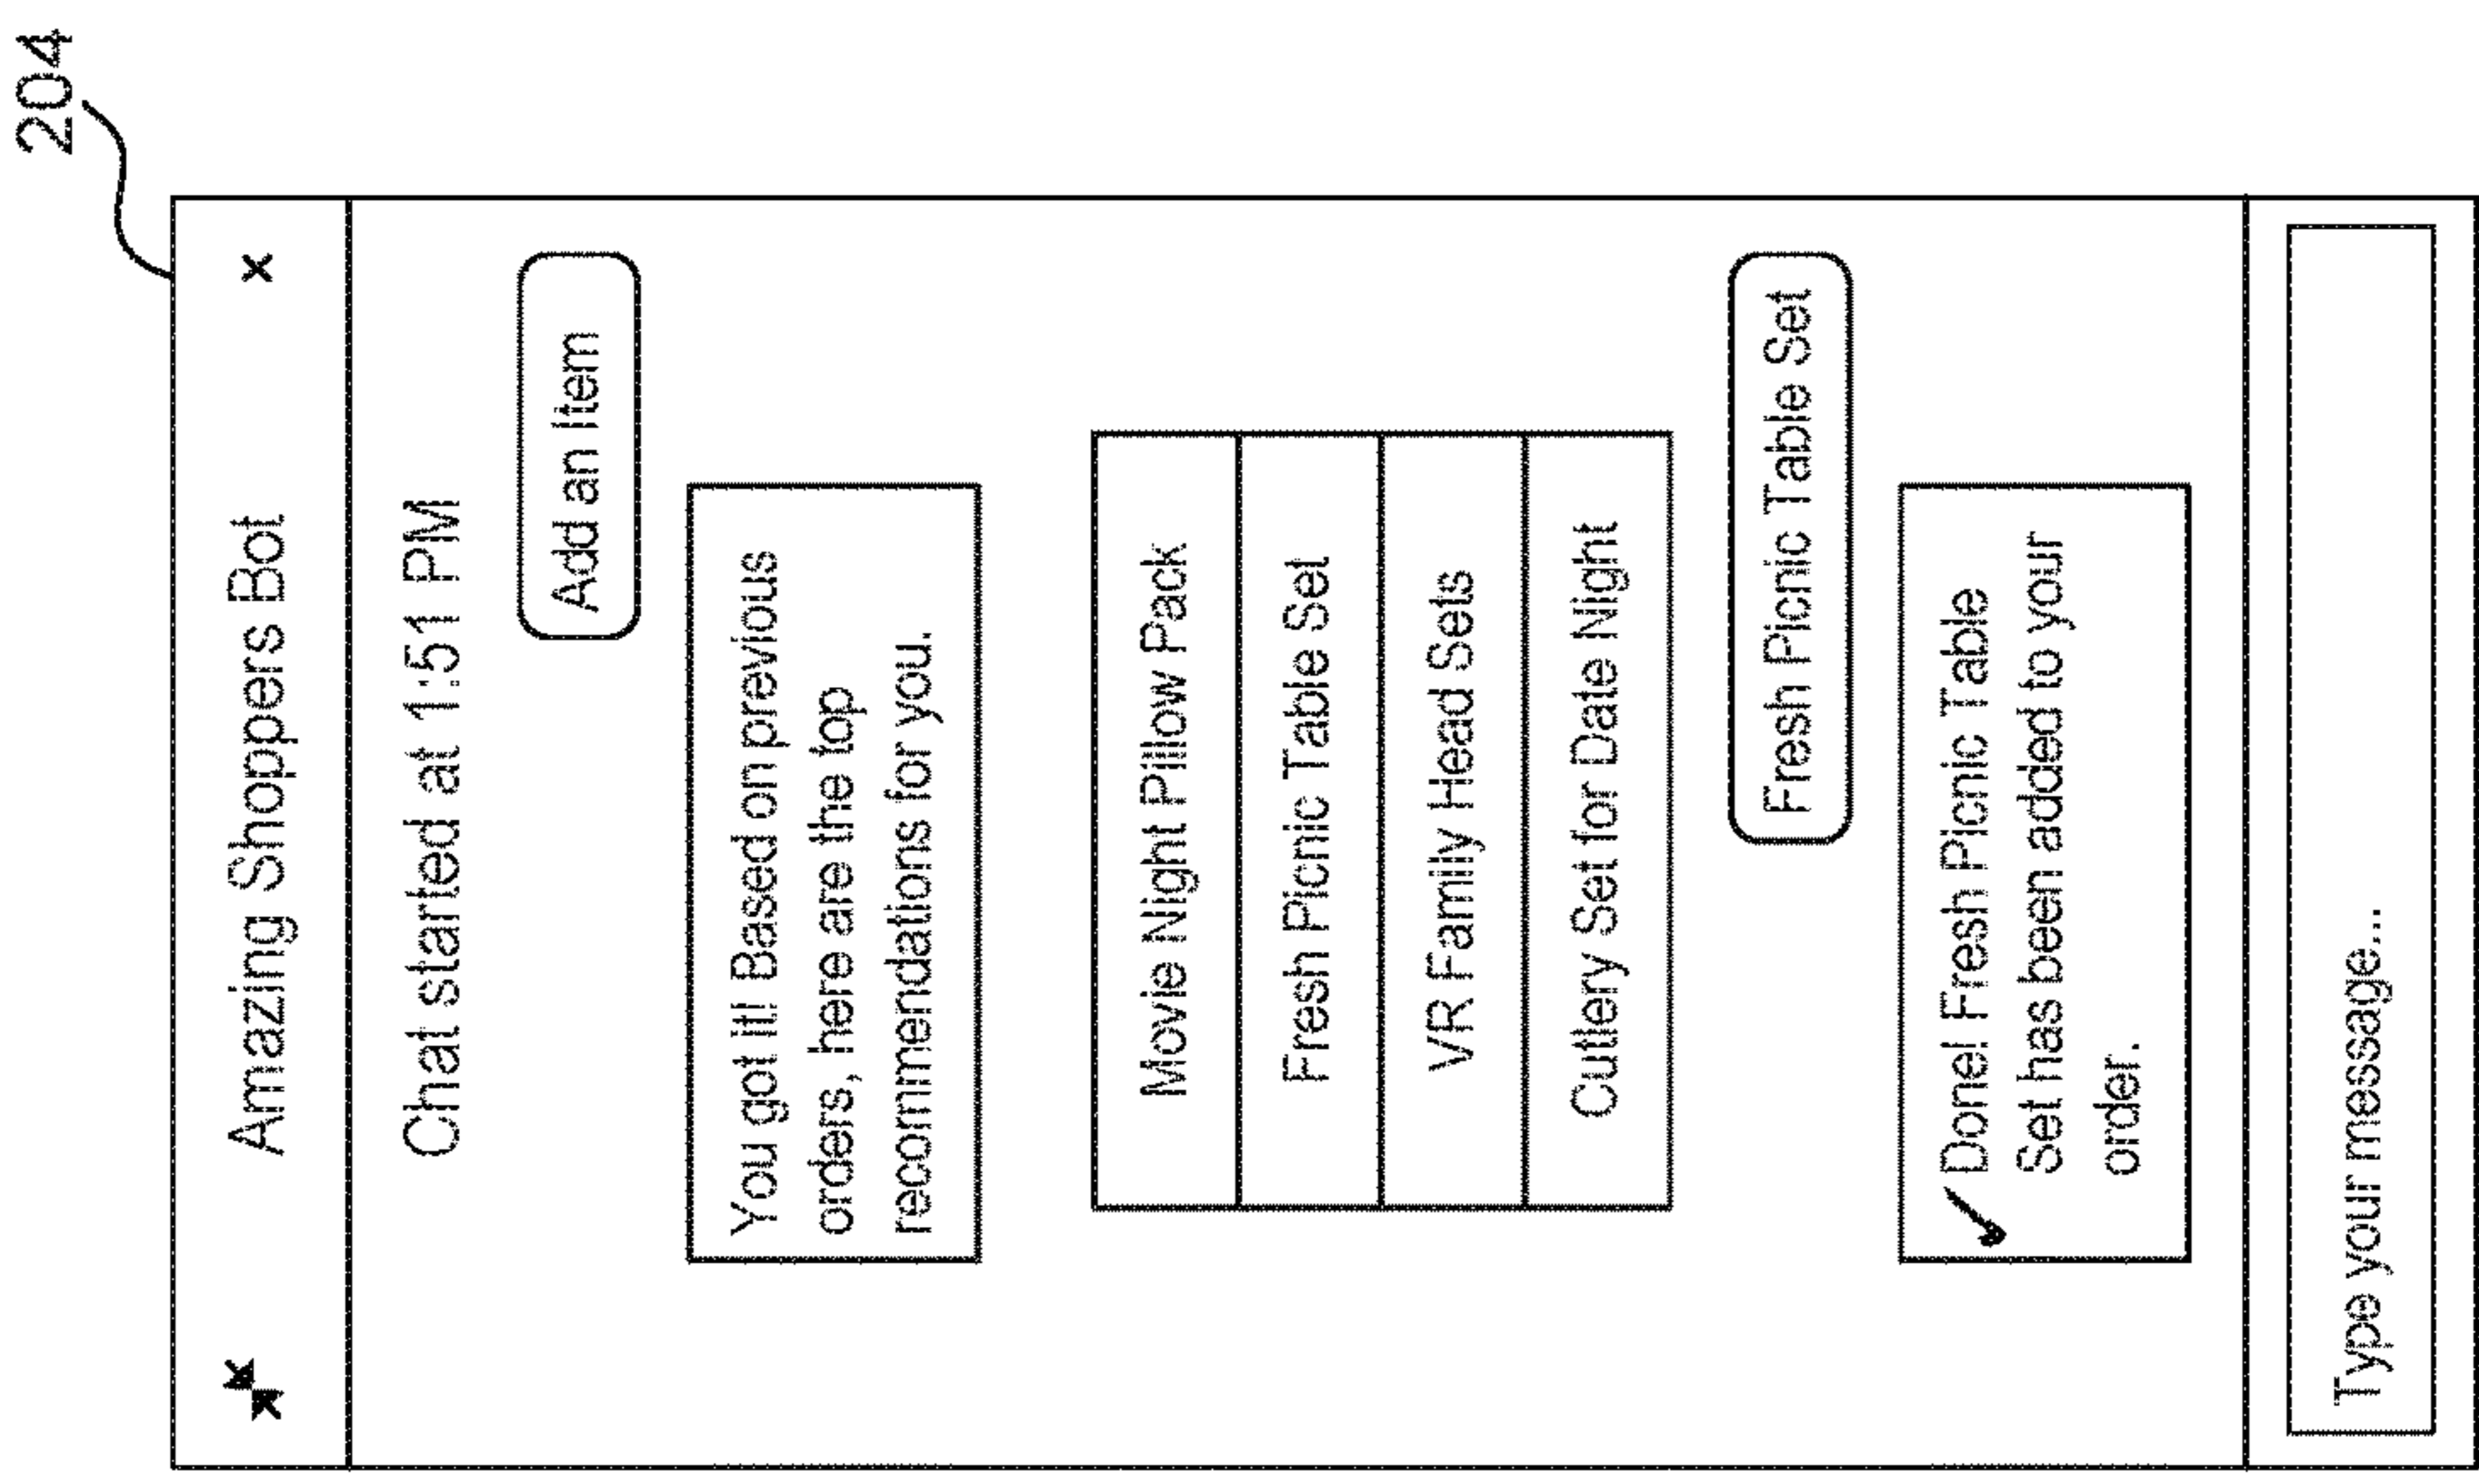 204
Amazing Shoppers Bot x
Chat started at 1:51 PM
Add an Item
You got it! Based on previous
orders, here are the top
recommendations for you.
Movie Night Pillow Pack
Fresh Picnic Table Set
VR Family Head Sets
Cutlery Set for Date Night
Fresh Picnic Table Set
✓ Done! Fresh Picnic Table
Set has been added to your
order.
Type your message...